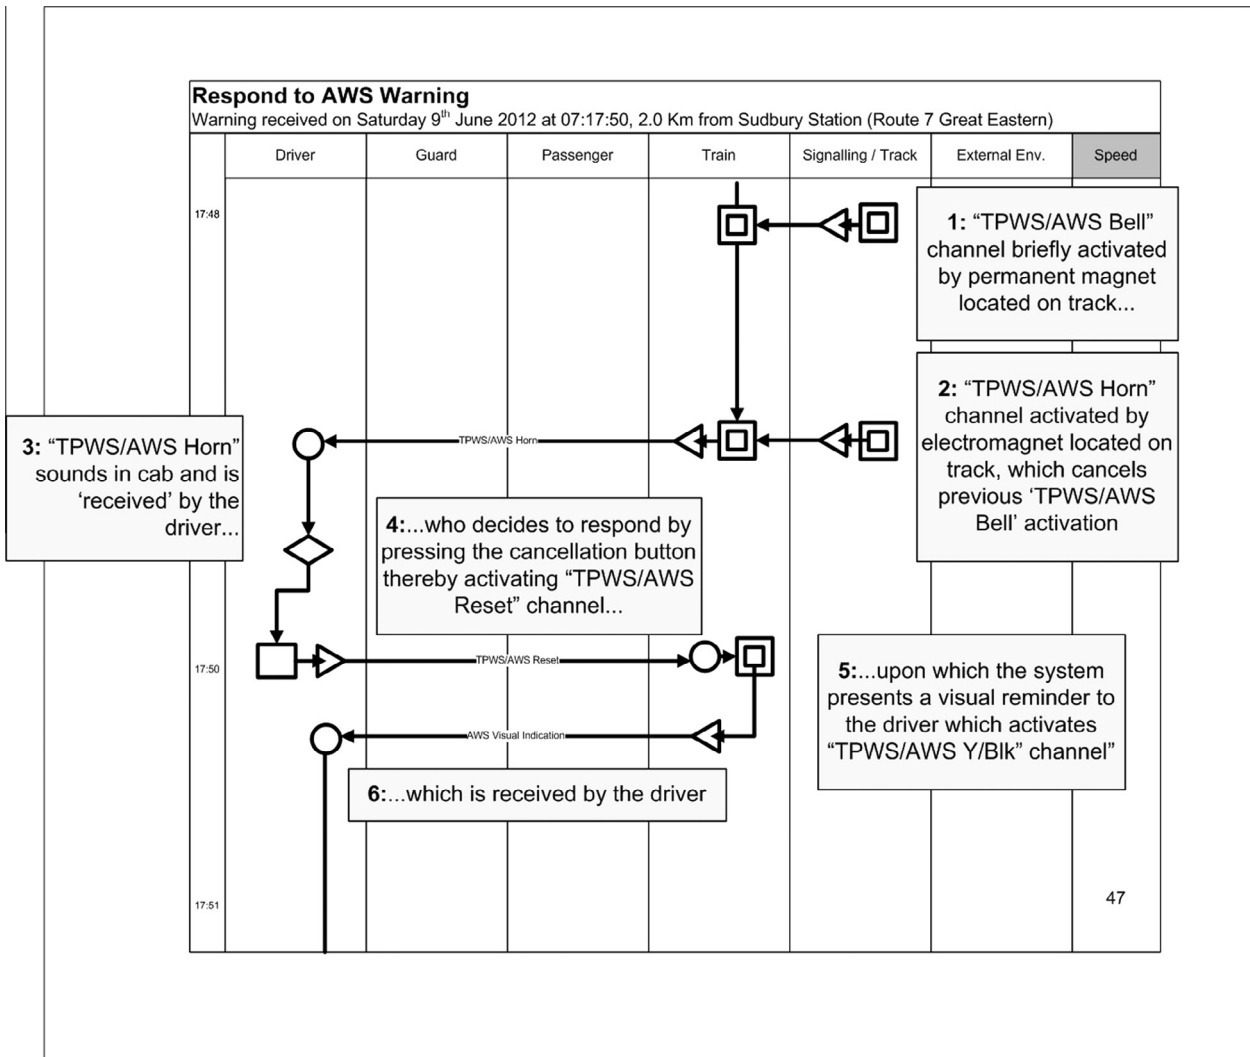 Respond to AWS Warning
Warning received on Saturday 9th June 2012 at 07:17:50, 2.0 Km from Sudbury Station (Route 7 Great Eastern)
Driver
Guard
Passenger
Train
Signalling / Track
External Env.
Speed
17:48
1: “TPWS/AWS Bell”
channel briefly activated
by permanent magnet
located on track...
2: “TPWS/AWS Horn”
channel activated by
electromagnet located on
track, which cancels
previous ‘TPWS/AWS
Bell’ activation
3: “TPWS/AWS Horn”
sounds in cab and is
‘received’ by the
driver...
TPWS/AWS Horn
4:...who decides to respond by
pressing the cancellation button
thereby activating “TPWS/AWS
Reset” channel...
17:50
TPWS/AWS Reset
5:...upon which the system
presents a visual reminder to
the driver which activates
“TPWS/AWS Y/Blk” channel”
AWS Visual Indication
6:...which is received by the driver
17:51
47